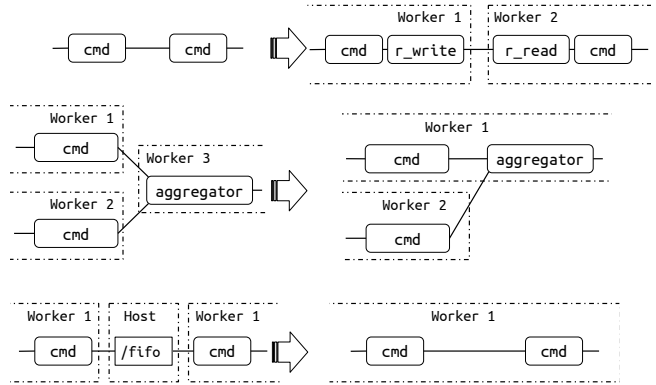 Worker 1 Worker 2
cmd cmd cmd r_write r_read cmd
Worker 1
Worker 1
cmd
Worker 3
cmd aggregator
aggregator
Worker 2
Worker 2
cmd
cmd
Worker 1 Host Worker 1 Worker 1
cmd /fifo cmd cmd cmd